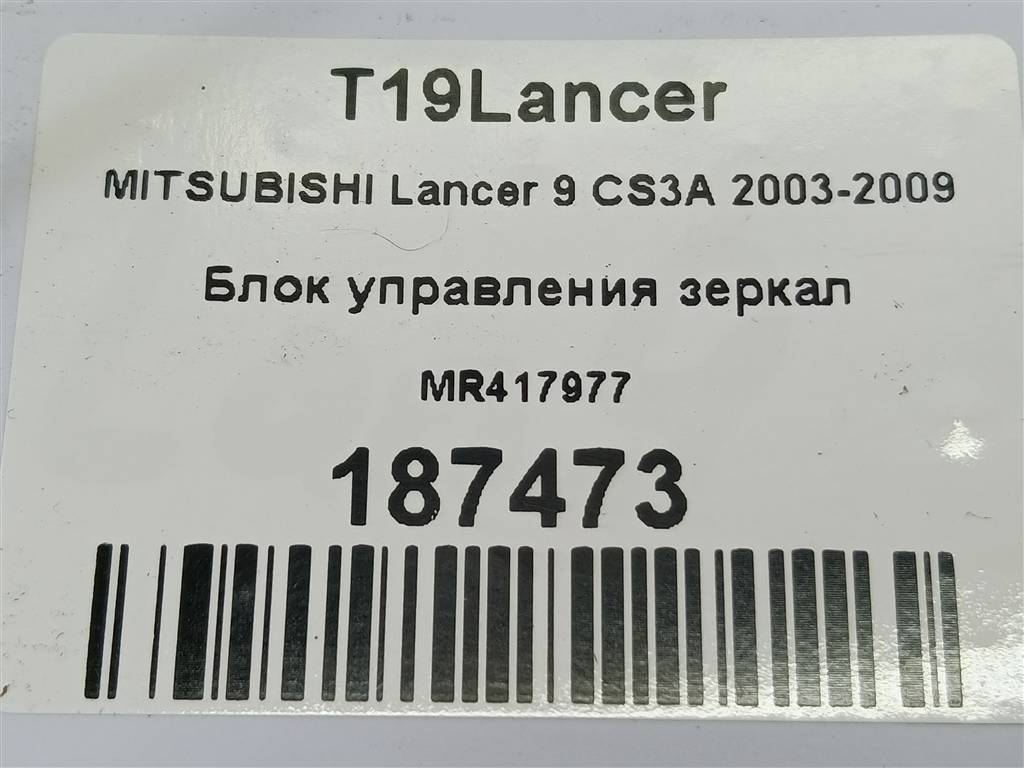 T19Lancer
MITSUBISHI Lancer 9 CS3A 2003-2009
Блок управления зеркал
MR417977
187473